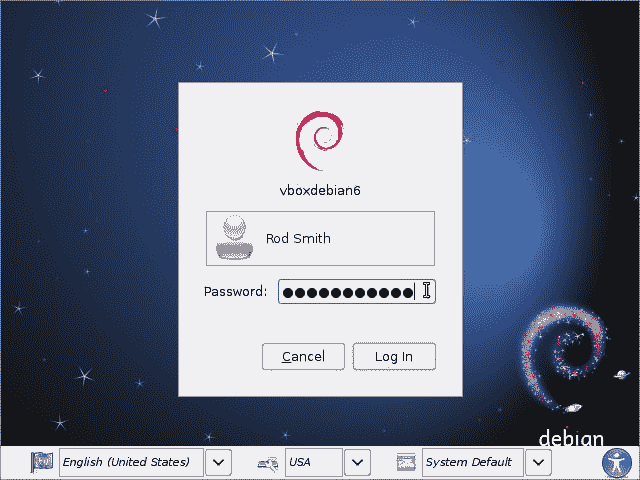 vboxdebian6
Rod Smith
Password: ●●●●●●●●●●●
Cancel Log In
debian
English (United States) USA System Default